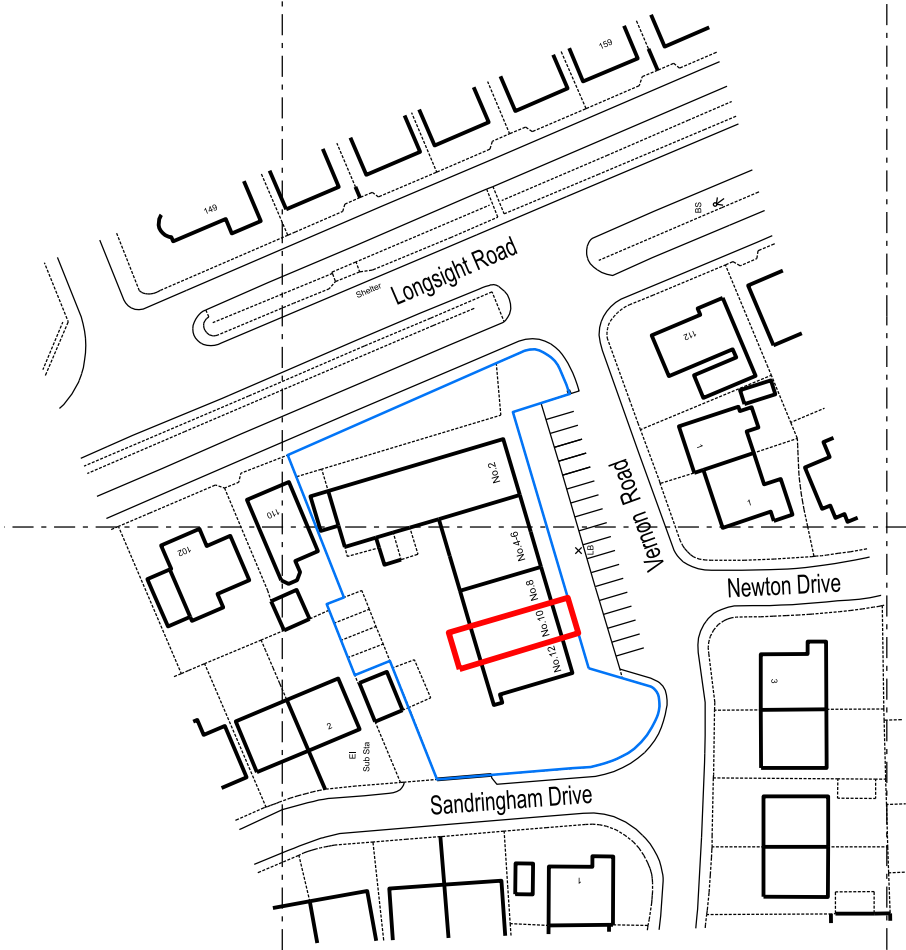 159
149
BS
Longsight Road
Shelter
112
No.2
1
110
Vernon Road
1
No.4-6
LB
102
No.8
Newton Drive
No.10
No.12
3
2
El
Sub Sta
Sandringham Drive
1